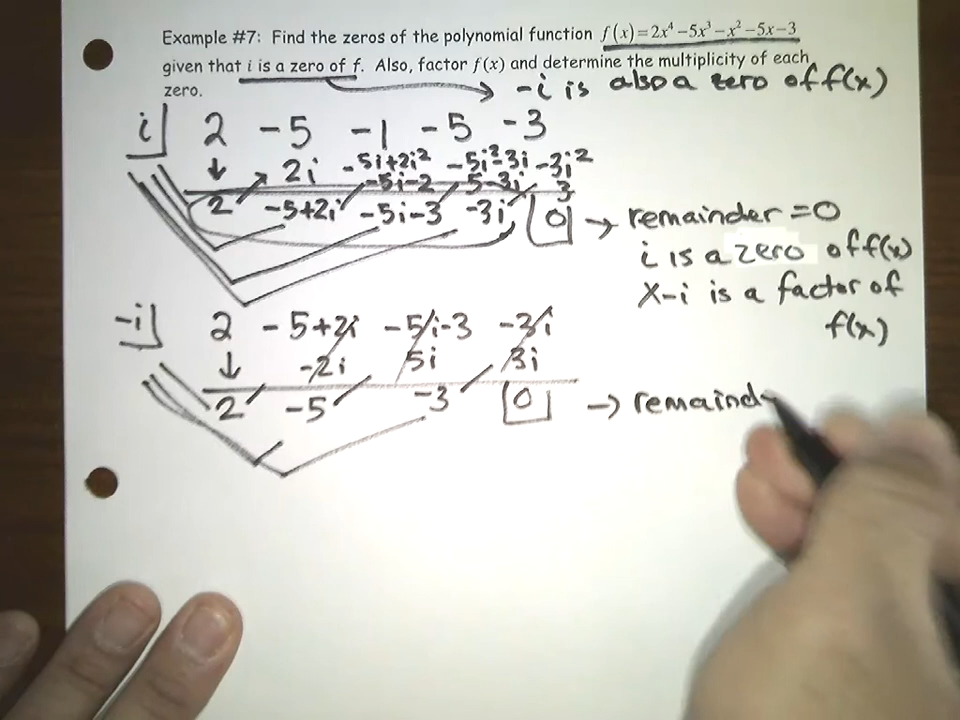 Example #7: Find the zeros of the polynomial function f(x)=2x⁴-5x³-x²-5x-3
given that i is a zero of f. Also, factor f(x) and determine the multiplicity of each
zero.
→ -i is also a zero of f(x)
i| 2 -5 -1 -5 -3
↓ 2i -5i+2i² -5i²-3i -3i²
-5i-2 5-3i 3
2 -5+2i -5i-3 -3i 0 → remainder =0
i is a zero of f(x)
x-i is a factor of
f(x)
-i| 2 -5+2i -5i-3 -3i
↓ -2i 5i 3i
2 -5 -3 0 → remaind